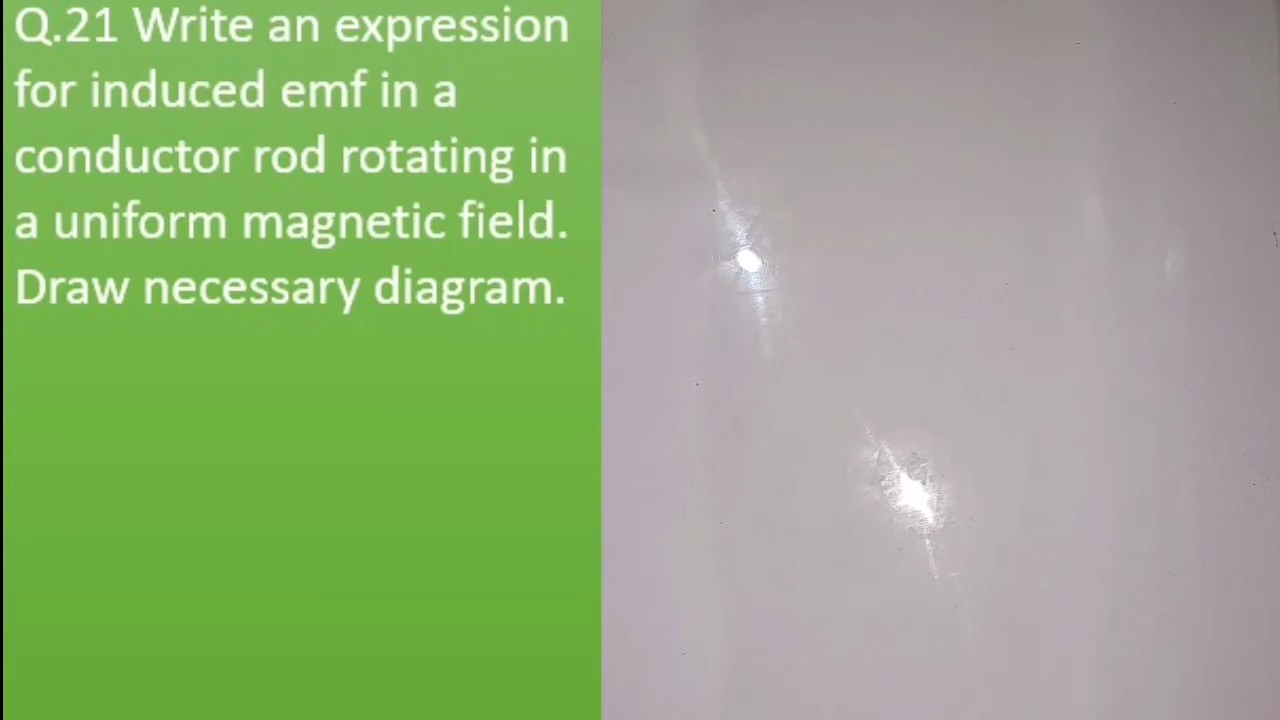 Q.21 Write an expression
for induced emf in a
conductor rod rotating in
a uniform magnetic field.
Draw necessary diagram.